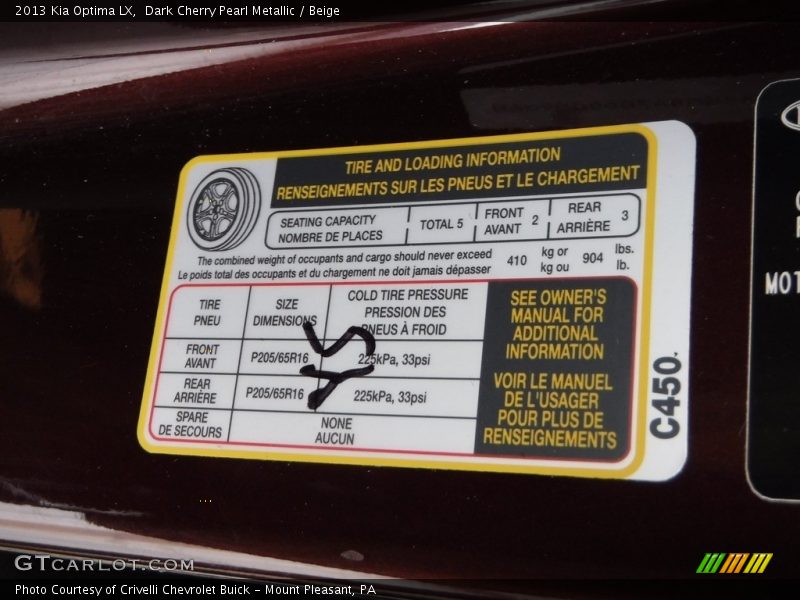 2013 Kia Optima LX, Dark Cherry Pearl Metallic / Beige
TIRE AND LOADING INFORMATION
RENSEIGNEMENTS SUR LES PNEUS ET LE CHARGEMENT
SEATING CAPACITY
NOMBRE DE PLACES
TOTAL 5
FRONT
AVANT
2
REAR
ARRIÈRE
3
The combined weight of occupants and cargo should never exceed
Le poids total des occupants et du chargement ne doit jamais dépasser
410
kg or
kg ou
904
lbs.
lb.
TIRE
PNEU
SIZE
DIMENSIONS
COLD TIRE PRESSURE
PRESSION DES
PNEUS À FROID
FRONT
AVANT
P205/65R16
225kPa, 33psi
REAR
ARRIÈRE
P205/65R16
225kPa, 33psi
SPARE
DE SECOURS
NONE
AUCUN
SEE OWNER'S
MANUAL FOR
ADDITIONAL
INFORMATION
VOIR LE MANUEL
DE L'USAGER
POUR PLUS DE
RENSEIGNEMENTS
C450.
MOT
GTCARLOT.COM
Photo Courtesy of Crivelli Chevrolet Buick - Mount Pleasant, PA